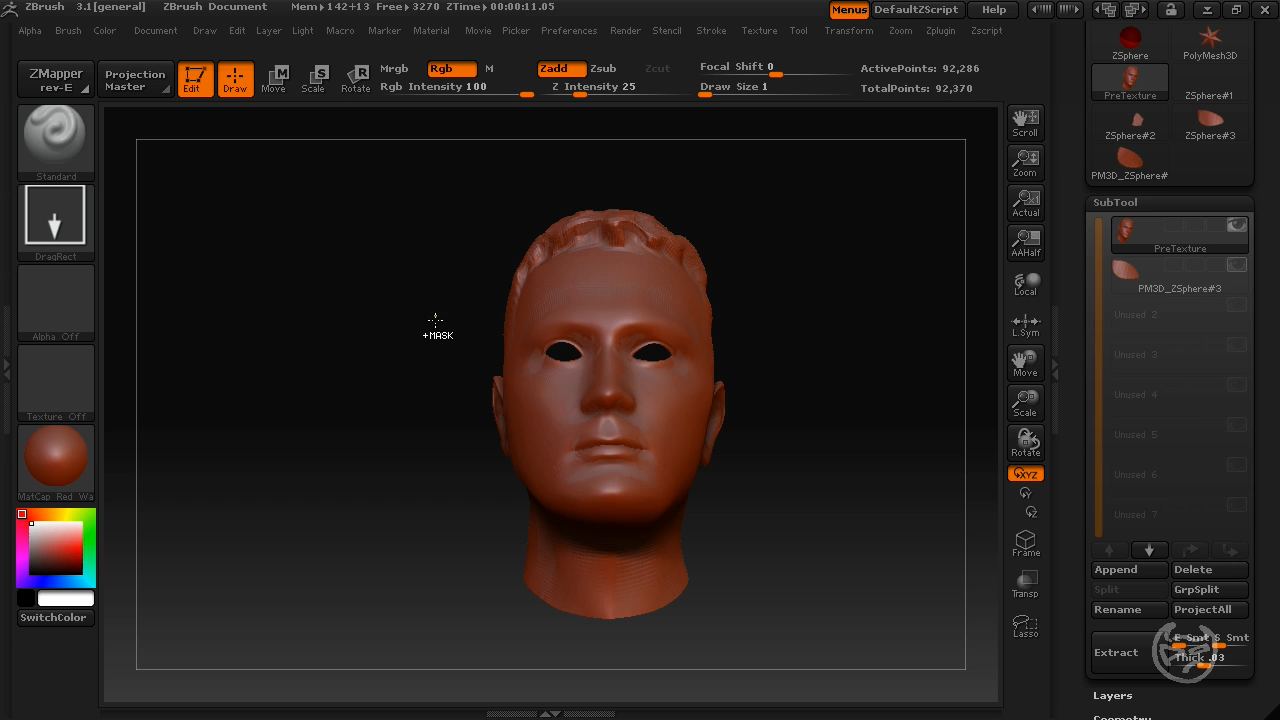 ZBrush 3.1[general] ZBrush Document Mem▸142+13 Free▸3270 ZTime▸00:00:11.05 Menus DefaultZScript Help
Alpha Brush Color Document Draw Edit Layer Light Macro Marker Material Movie Picker Preferences Render Stencil Stroke Texture Tool Transform Zoom Zplugin Zscript
ZMapper
rev-E
Projection
Master
Edit
Draw
Move
Scale
Rotate
Mrgb Rgb M
Rgb Intensity 100
Zadd Zsub Zcut
Z Intensity 25
Focal Shift 0
Draw Size 1
ActivePoints: 92,286
TotalPoints: 92,370
Standard
DragRect
Alpha Off
Texture Off
MatCap Red Wa
SwitchColor
+MASK
Scroll
Zoom
Actual
AAHalf
Local
L.Sym
Move
Scale
Rotate
XYZ
Y
Z
Frame
Transp
Lasso
ZSphere PolyMesh3D
PreTexture ZSphere#1
ZSphere#2 ZSphere#3
PM3D_ZSphere#
SubTool
PreTexture
PM3D_ZSphere#3
Unused 2
Unused 3
Unused 4
Unused 5
Unused 6
Unused 7
Append Delete
Split GrpSplit
Rename ProjectAll
Extract
E Smt S Smt
Thick .03
Layers
Geometry